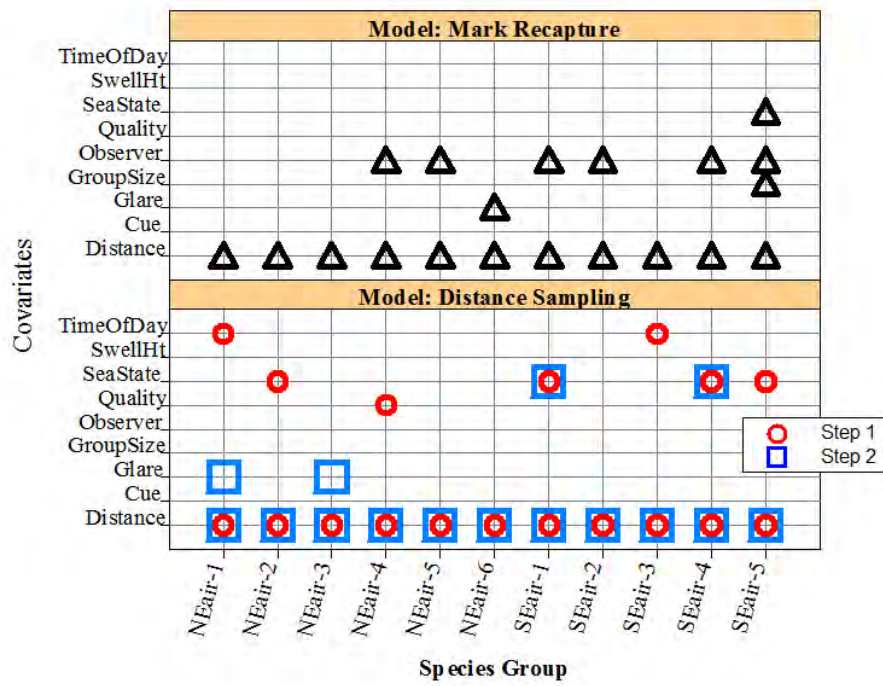 Model: Mark Recapture
TimeOfDay
SwellHt
SeaState
Quality
Observer
GroupSize
Glare
Cue
Distance
Covariates
Model: Distance Sampling
TimeOfDay
SwellHt
SeaState
Quality
Observer
GroupSize
Glare
Cue
Distance
Step 1
Step 2
NEair-1
NEair-2
NEair-3
NEair-4
NEair-5
NEair-6
SEair-1
SEair-2
SEair-3
SEair-4
SEair-5
Species Group